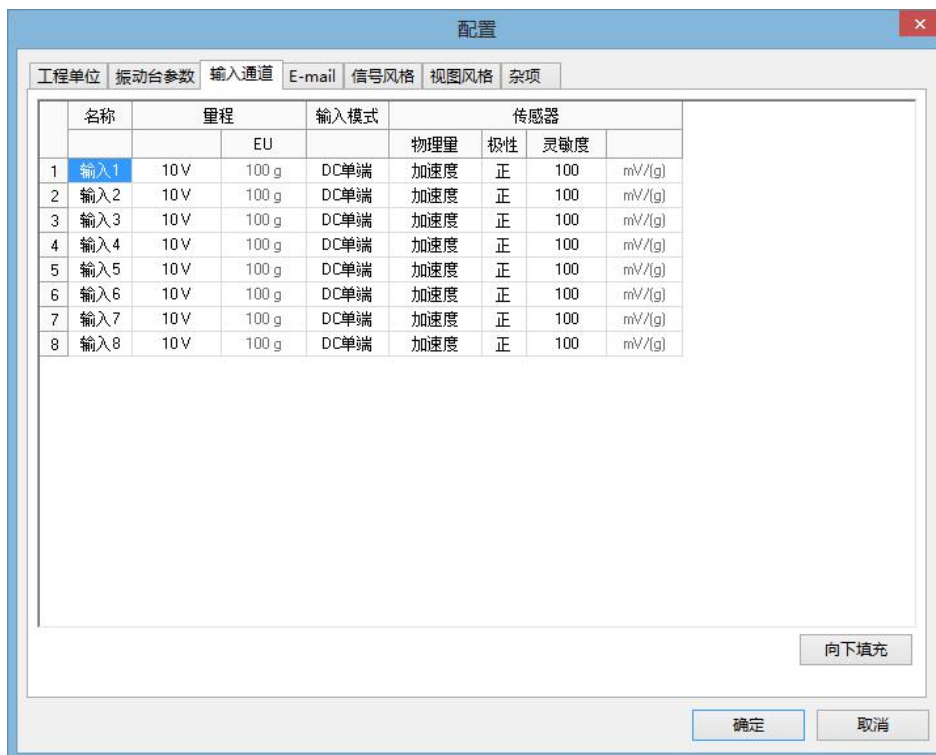 配置
工程单位 振动台参数 输入通道 E-mail 信号风格 视图风格 杂项
名称 量程 输入模式 传感器
EU 物理量 极性 灵敏度
1 输入1 10 V 100 g DC单端 加速度 正 100 mV/(g)
2 输入2 10 V 100 g DC单端 加速度 正 100 mV/(g)
3 输入3 10 V 100 g DC单端 加速度 正 100 mV/(g)
4 输入4 10 V 100 g DC单端 加速度 正 100 mV/(g)
5 输入5 10 V 100 g DC单端 加速度 正 100 mV/(g)
6 输入6 10 V 100 g DC单端 加速度 正 100 mV/(g)
7 输入7 10 V 100 g DC单端 加速度 正 100 mV/(g)
8 输入8 10 V 100 g DC单端 加速度 正 100 mV/(g)
向下填充
确定 取消